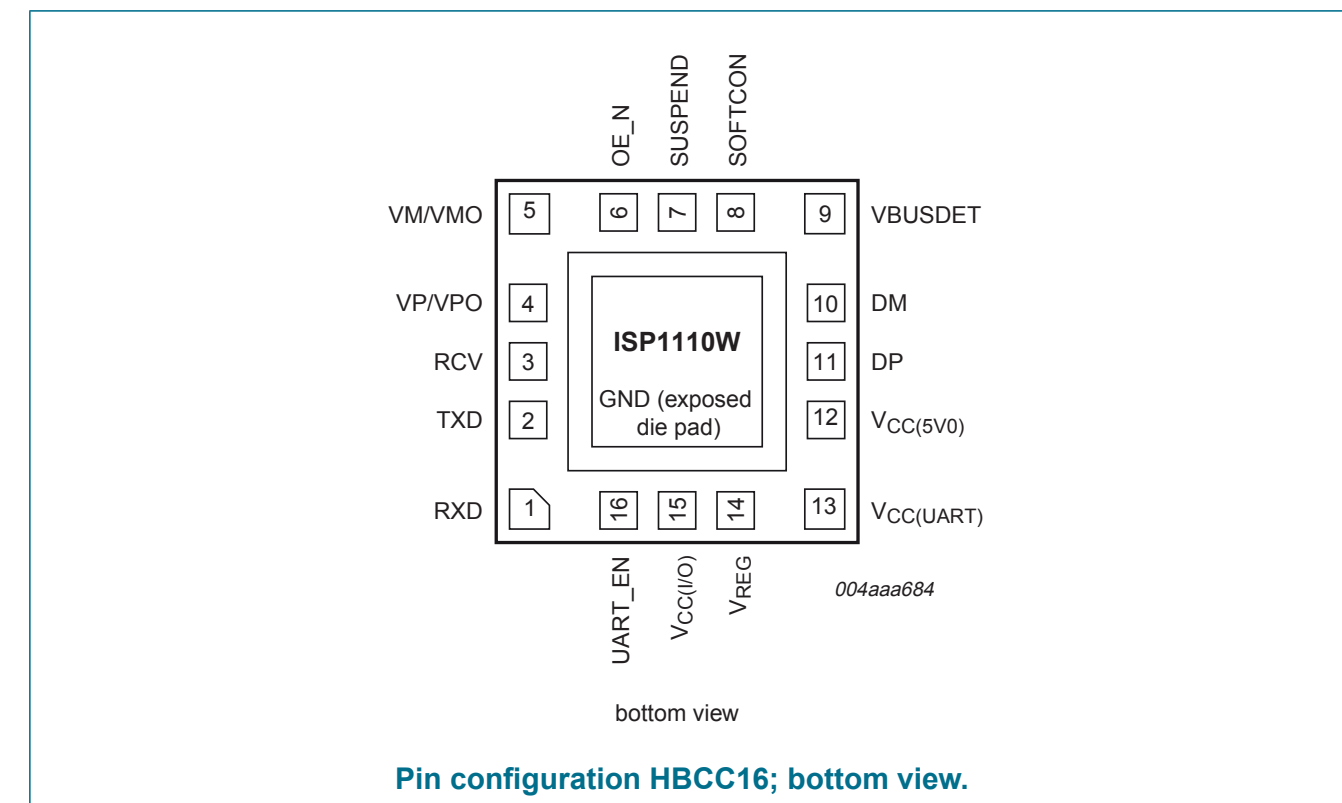 OE_N
SUSPEND
SOFTCON
VM/VMO 5 6 7 8 9 VBUSDET
VP/VPO 4 10 DM
ISP1110W
RCV 3 11 DP
GND (exposed
die pad)
TXD 2 12 VCC(5V0)
RXD 1 16 15 14 13 VCC(UART)
UART_EN
VCC(I/O)
VREG
004aaa684
bottom view
Pin configuration HBCC16; bottom view.